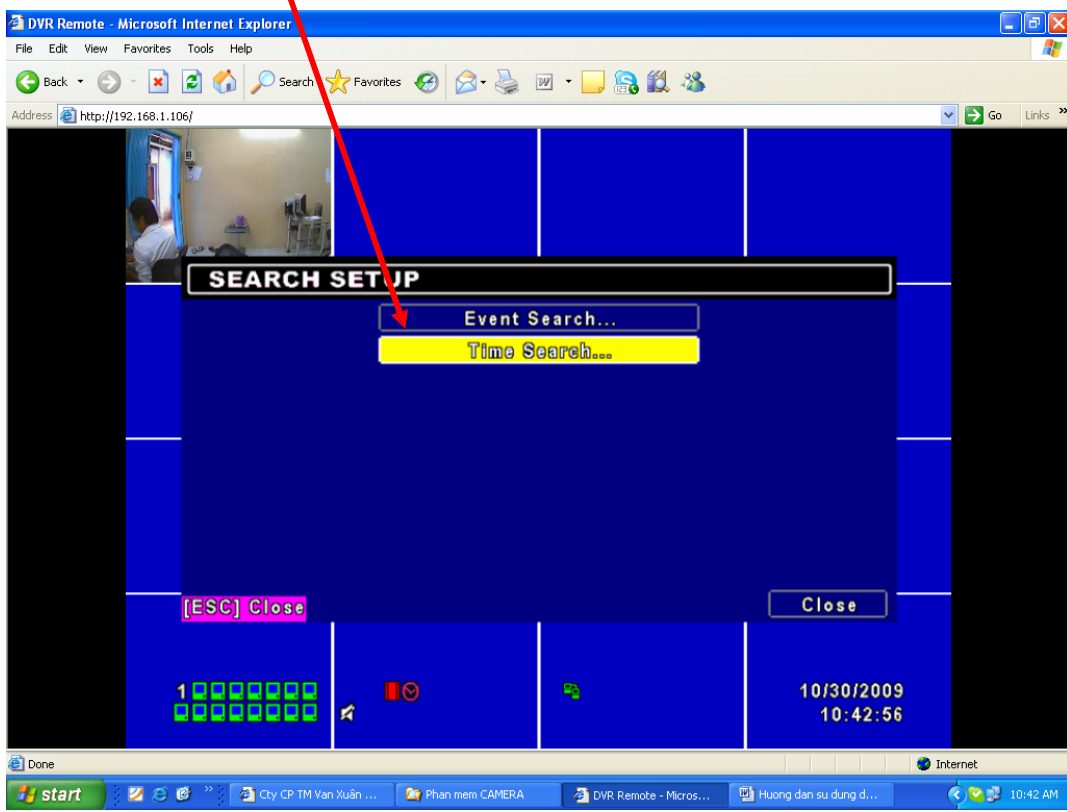 DVR Remote - Microsoft Internet Explorer
File Edit View Favorites Tools Help
Back Search Favorites
Address http://192.168.1.106/ Go Links »
SEARCH SETUP
Event Search...
Time Search...
[ESC] Close Close
1
10/30/2009
10:42:56
Done Internet
start » Cty CP TM Van Xuân ... Phan mem CAMERA DVR Remote - Micros... Huong dan su dung d... 10:42 AM